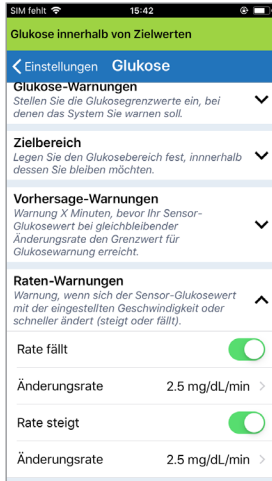 SIM fehlt 15:42
Glukose innerhalb von Zielwerten
Einstellungen Glukose
Glukose-Warnungen
Stellen Sie die Glukosegrenzwerte ein, bei
denen das System Sie warnen soll.
Zielbereich
Legen Sie den Glukosebereich fest, innnerhalb
dessen Sie bleiben möchten.
Vorhersage-Warnungen
Warnung X Minuten, bevor Ihr Sensor-
Glukosewert bei gleichbleibender
Änderungsrate den Grenzwert für
Glukosewarnung erreicht.
Raten-Warnungen
Warnung, wenn sich der Sensor-Glukosewert
mit der eingestellten Geschwindigkeit oder
schneller ändert (steigt oder fällt).
Rate fällt
Änderungsrate 2.5 mg/dL/min
Rate steigt
Änderungsrate 2.5 mg/dL/min